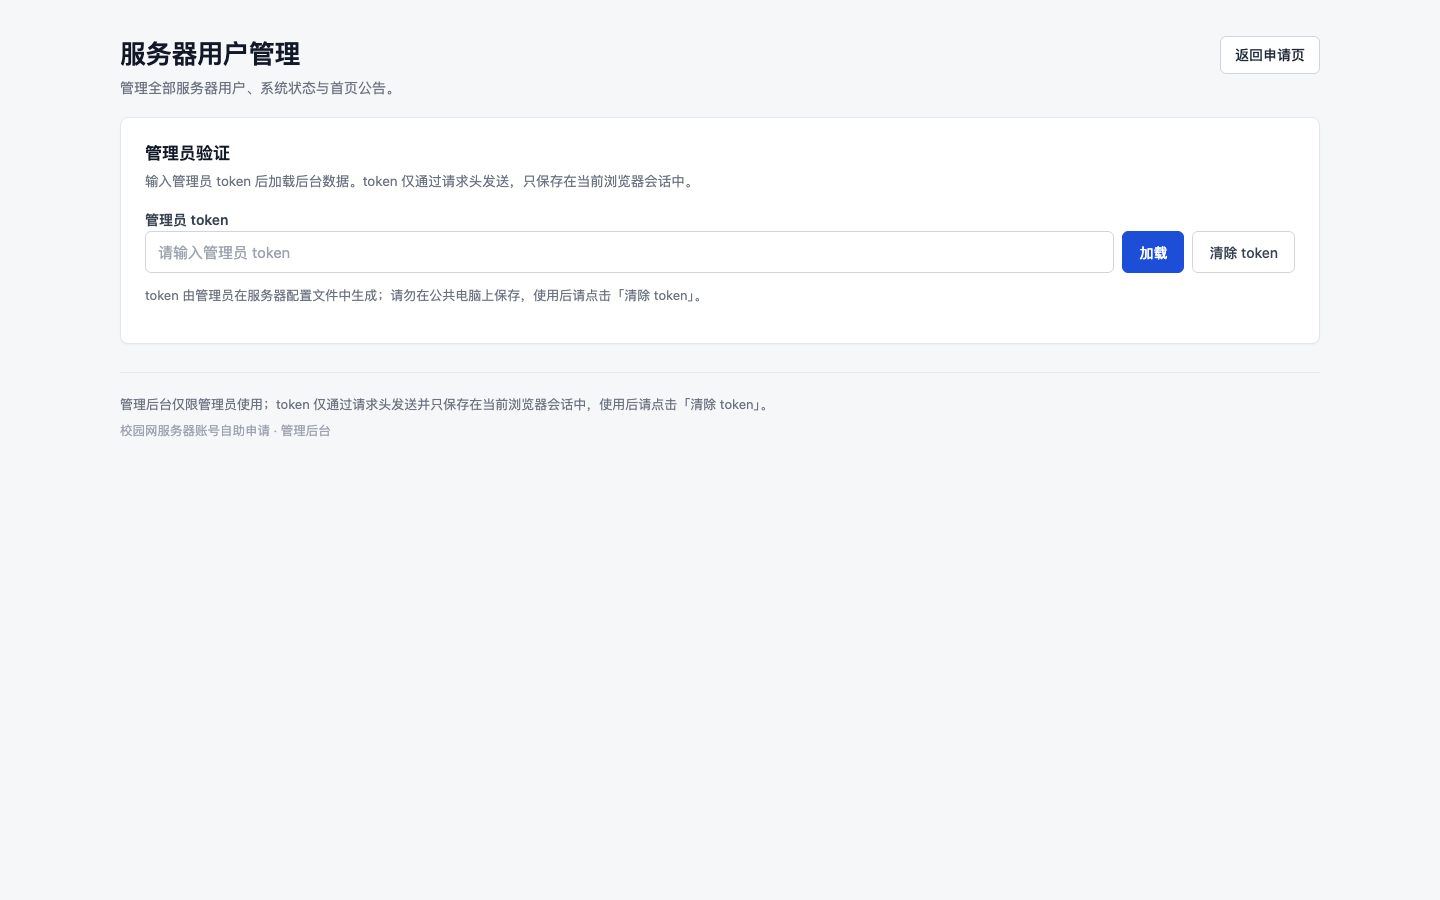 服务器用户管理
返回申请页
管理全部服务器用户、系统状态与首页公告。
管理员验证
输入管理员 token 后加载后台数据。token 仅通过请求头发送，只保存在当前浏览器会话中。
管理员 token
请输入管理员 token
加载
清除 token
token 由管理员在服务器配置文件中生成；请勿在公共电脑上保存，使用后请点击「清除 token」。
管理后台仅限管理员使用；token 仅通过请求头发送并只保存在当前浏览器会话中，使用后请点击「清除 token」。
校园网服务器账号自助申请 · 管理后台